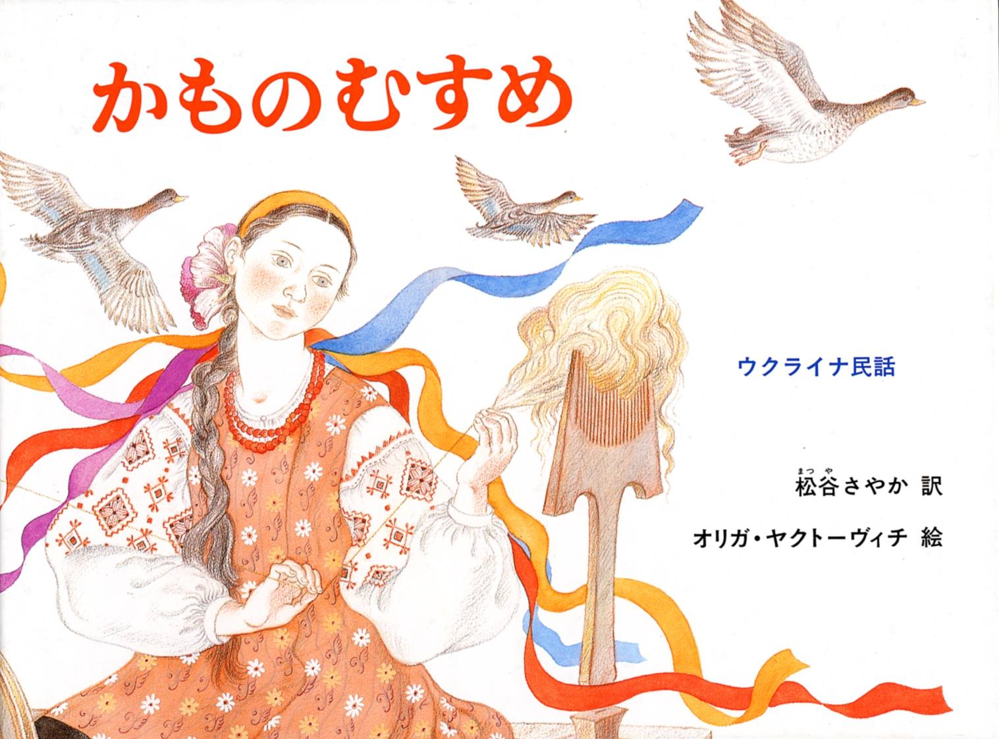 かものむすめ
ウクライナ民話
まつや
松谷さやか 訳
オリガ・ヤクトーヴィチ 絵